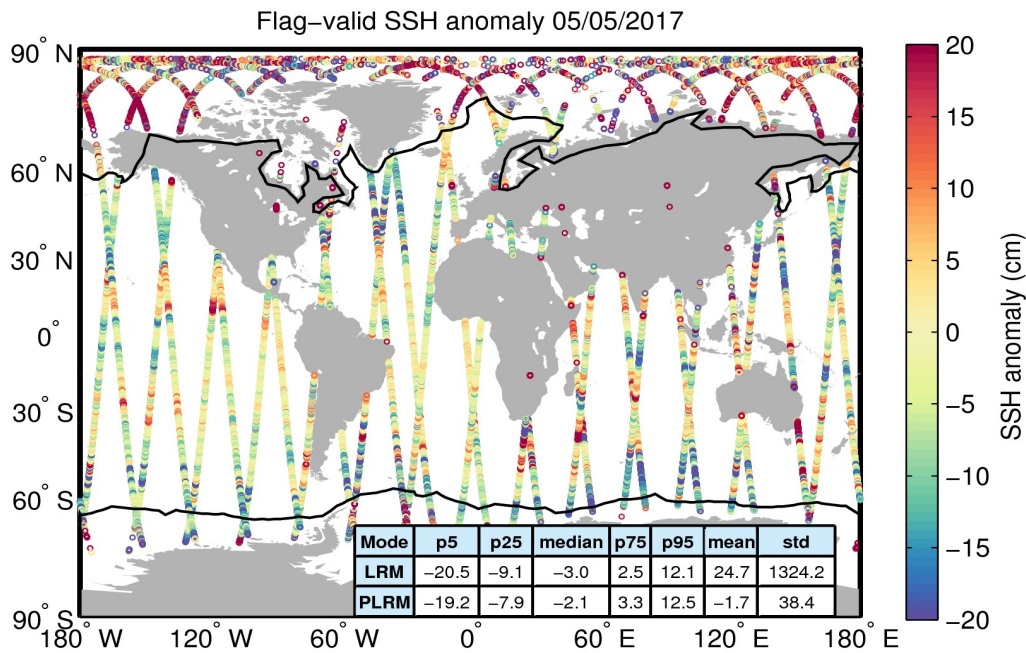 Flag−valid SSH anomaly 05/05/2017
90° N
60° N
30° N
0°
30° S
60° S
90° S
180° W
120° W
60° W
0°
60° E
120° E
180° E
Mode p5 p25 median p75 p95 mean std
LRM −20.5 −9.1 −3.0 2.5 12.1 24.7 1324.2
PLRM −19.2 −7.9 −2.1 3.3 12.5 −1.7 38.4
20
15
10
5
0
−5
−10
−15
−20
SSH anomaly (cm)